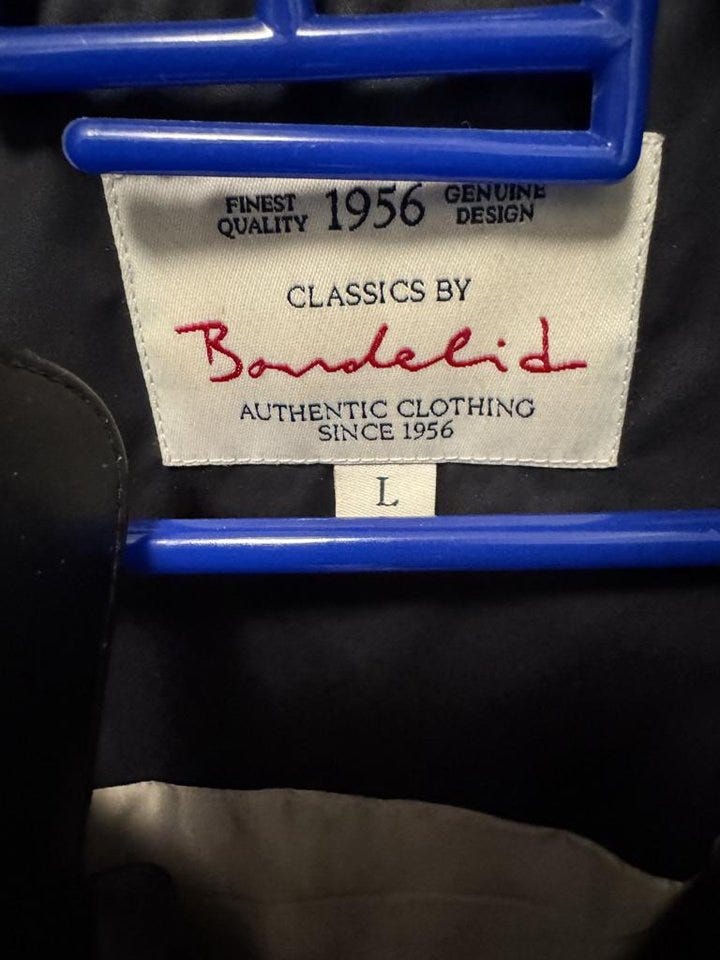 FINEST QUALITY 1956 GENUINE DESIGN
CLASSICS BY
Bondelid
AUTHENTIC CLOTHING
SINCE 1956
L